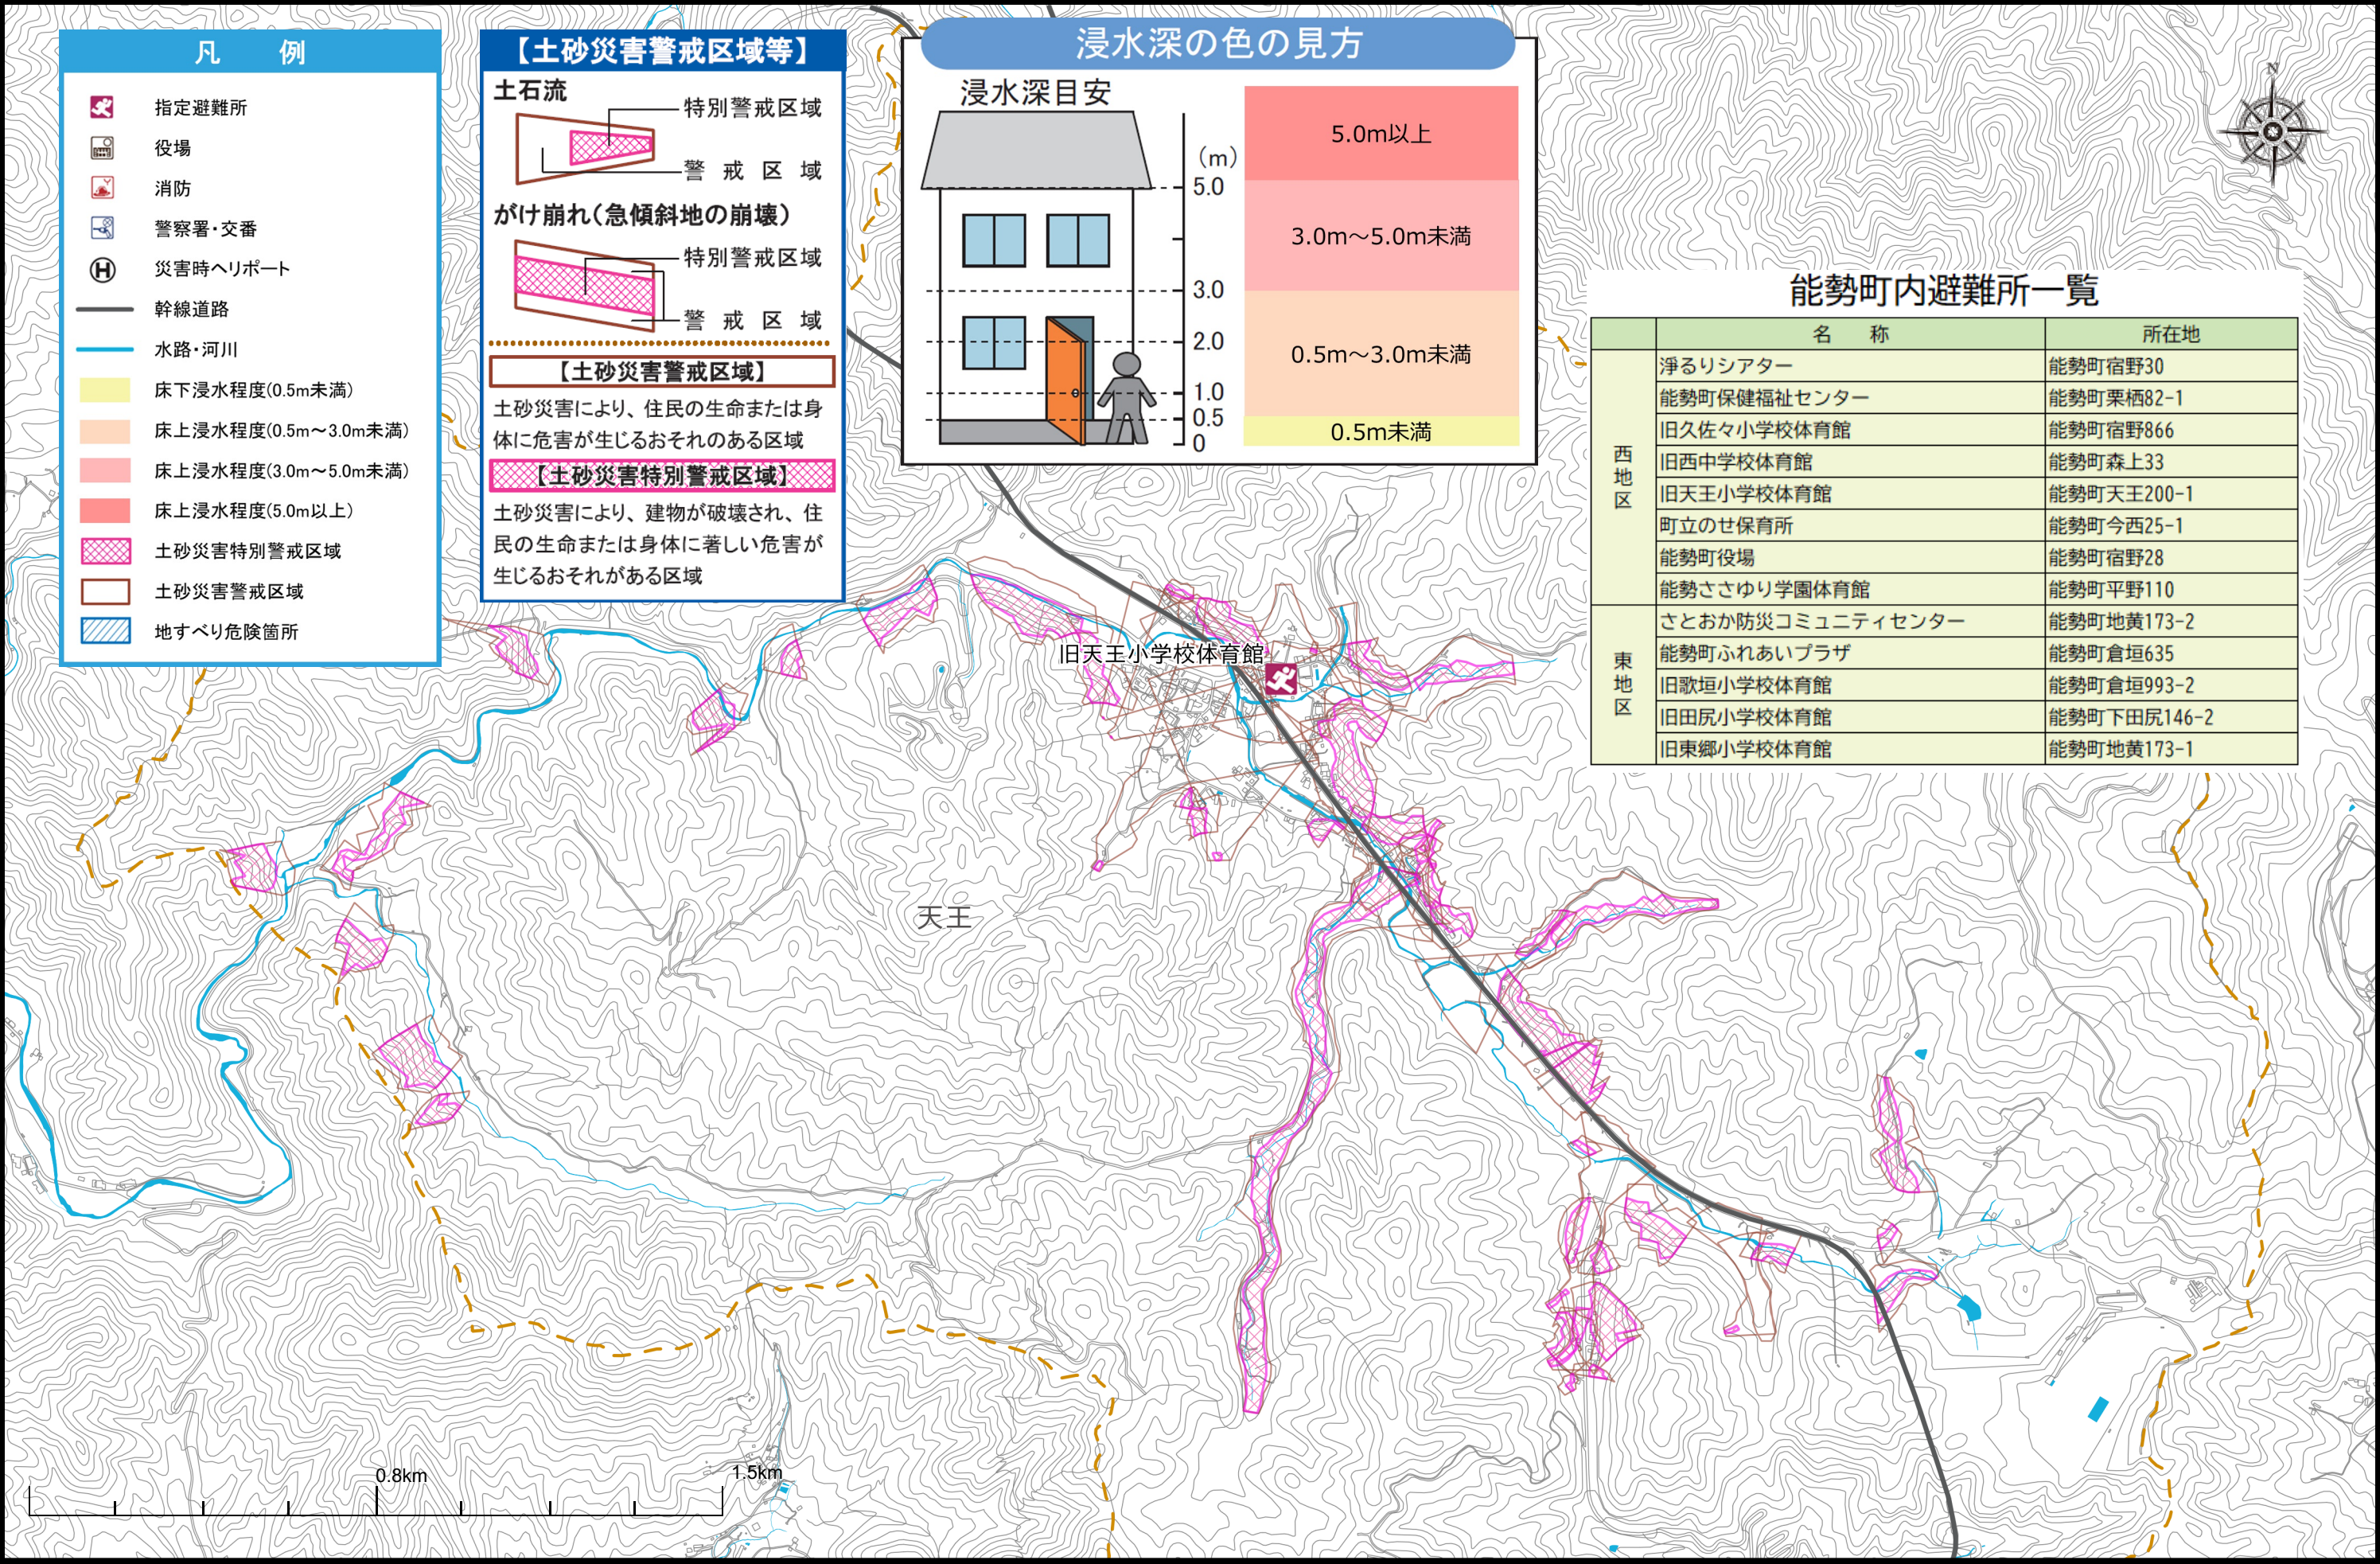 凡 例
指定避難所
役場
消防
警察署・交番
災害時ヘリポート
幹線道路
水路・河川
床下浸水程度(0.5m未満)
床上浸水程度(0.5m～3.0m未満)
床上浸水程度(3.0m～5.0m未満)
床上浸水程度(5.0m以上)
土砂災害特別警戒区域
土砂災害警戒区域
地すべり危険箇所
【土砂災害警戒区域等】
土石流
特別警戒区域
警戒区域
がけ崩れ（急傾斜地の崩壊）
特別警戒区域
警戒区域
【土砂災害警戒区域】
土砂災害により、住民の生命または身
体に危害が生じるおそれのある区域
【土砂災害特別警戒区域】
土砂災害により、建物が破壊され、住
民の生命または身体に著しい危害が
生じるおそれがある区域
浸水深の色の見方
浸水深目安
(m)
5.0
3.0
2.0
1.0
0.5
0
5.0m以上
3.0m～5.0m未満
0.5m～3.0m未満
0.5m未満
N
能勢町内避難所一覧
名 称 所在地
西地区
浄るりシアター 能勢町宿野30
能勢町保健福祉センター 能勢町栗栖82-1
旧久佐々小学校体育館 能勢町宿野866
旧西中学校体育館 能勢町森上33
旧天王小学校体育館 能勢町天王200-1
町立のせ保育所 能勢町今西25-1
能勢町役場 能勢町宿野28
能勢ささゆり学園体育館 能勢町平野110
東地区
さとおか防災コミュニティセンター 能勢町地黄173-2
能勢町ふれあいプラザ 能勢町倉垣635
旧歌垣小学校体育館 能勢町倉垣993-2
旧田尻小学校体育館 能勢町下田尻146-2
旧東郷小学校体育館 能勢町地黄173-1
旧天王小学校体育館
天王
0.8km
1.5km